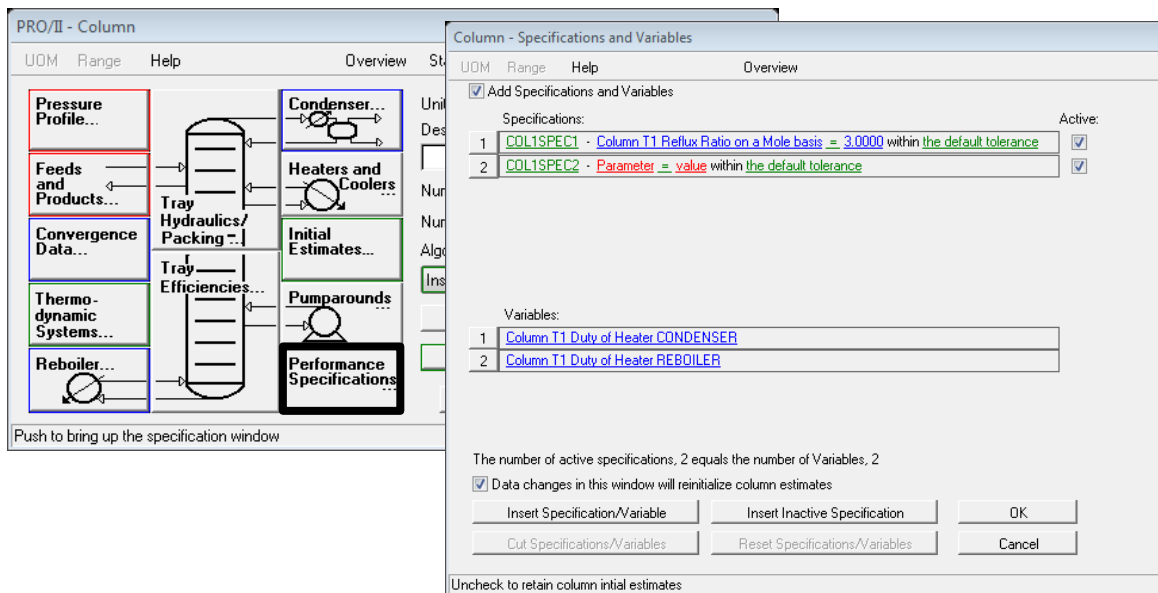 PRO/II - Column
UOM Range Help Overview
Pressure
Profile...
Feeds
and
Products...
Convergence
Data...
Thermo-
dynamic
Systems...
Reboiler...
Tray
Hydraulics/
Packing ...
Tray
Efficiencies...
Condenser...
Heaters and
Coolers
...
Initial
Estimates...
Pumparounds
...
Performance
Specifications
...
Push to bring up the specification window
Column - Specifications and Variables
UOM Range Help Overview
Add Specifications and Variables
Specifications: Active:
1 COL1SPEC1 - Column T1 Reflux Ratio on a Mole basis = 3.0000 within the default tolerance
2 COL1SPEC2 - Parameter = value within the default tolerance
Variables:
1 Column T1 Duty of Heater CONDENSER
2 Column T1 Duty of Heater REBOILER
The number of active specifications, 2 equals the number of Variables, 2
Data changes in this window will reinitialize column estimates
Insert Specification/Variable Insert Inactive Specification OK
Cut Specifications/Variables Reset Specifications/Variables Cancel
Uncheck to retain column intial estimates